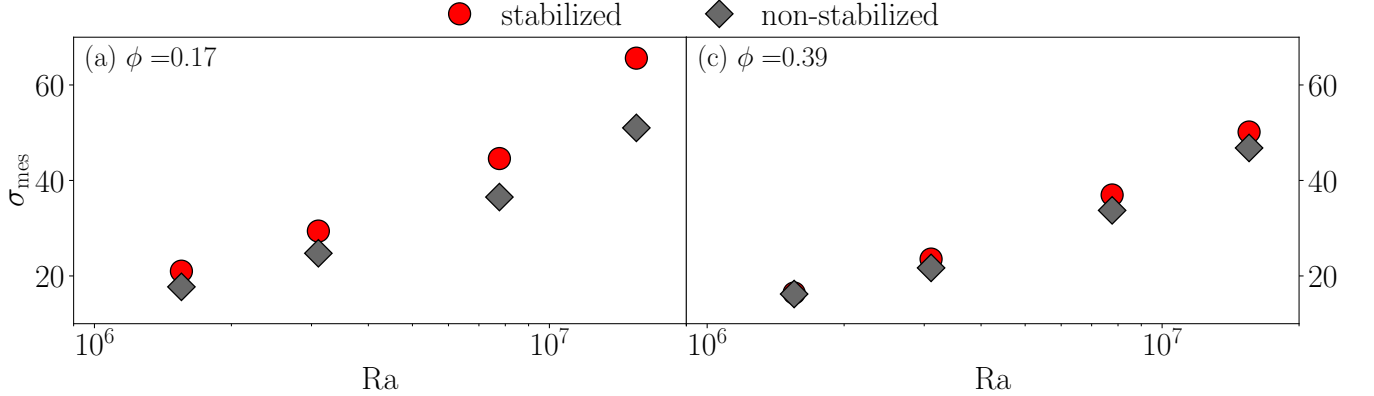 stabilized non-stabilized
(a) ϕ =0.17 (c) ϕ =0.39
60 60
σmes 40 40
20 20
10⁶ 10⁷ 10⁶ 10⁷
Ra Ra